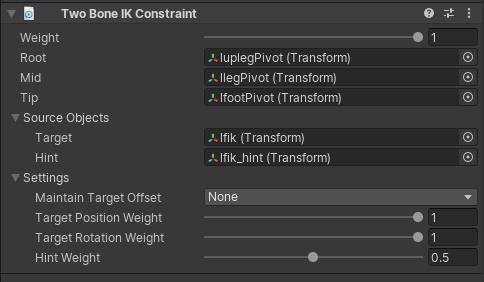 Two Bone IK Constraint
Weight 1
Root luplegPivot (Transform)
Mid llegPivot (Transform)
Tip lfootPivot (Transform)
Source Objects
Target lfik (Transform)
Hint lfik_hint (Transform)
Settings
Maintain Target Offset None
Target Position Weight 1
Target Rotation Weight 1
Hint Weight 0.5